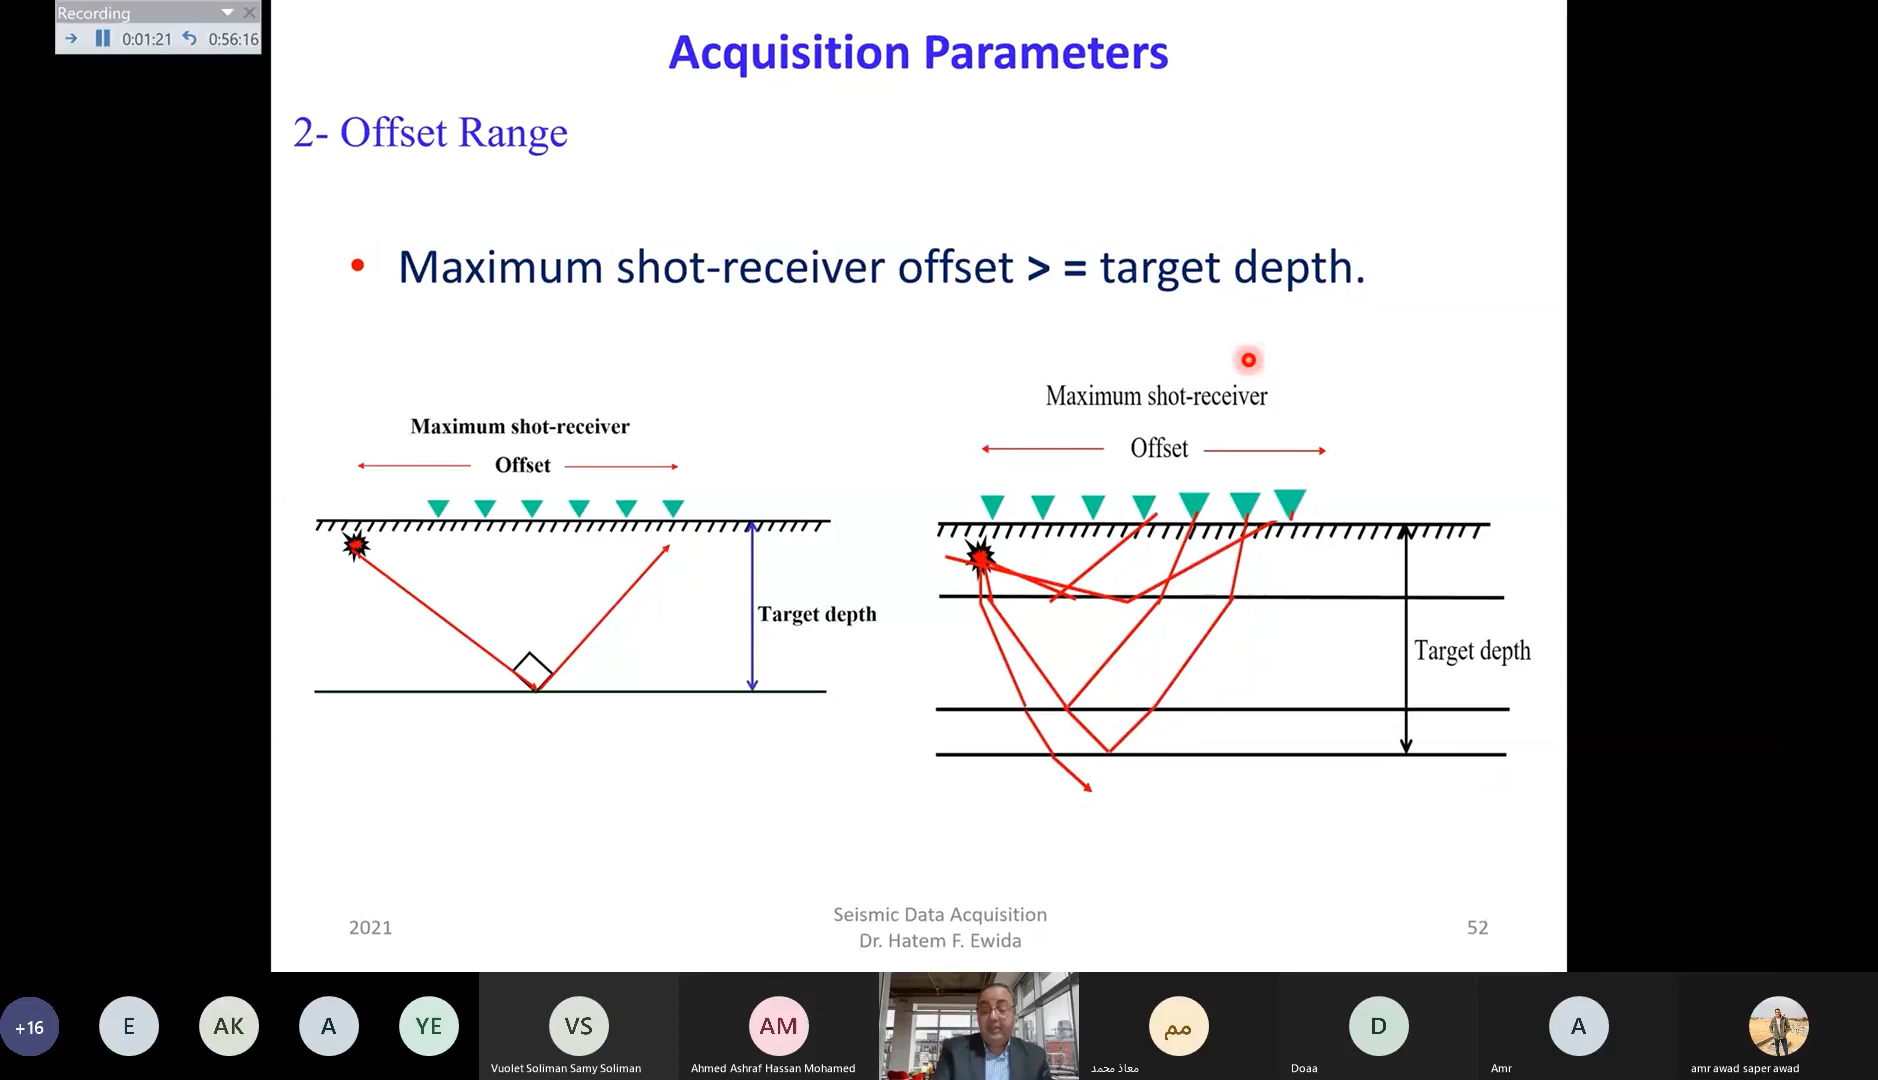 Recording
0:01:21 0:56:16
Acquisition Parameters
2- Offset Range
• Maximum shot-receiver offset > = target depth.
Maximum shot-receiver
Offset
Target depth
Maximum shot-receiver
Offset
Target depth
2021
Seismic Data Acquisition
Dr. Hatem F. Ewida
52
+16
E
AK
A
YE
VS
Vuolet Soliman Samy Soliman
AM
Ahmed Ashraf Hassan Mohamed
مم
معاذ محمد
D
Doaa
A
Amr
amr awad saper awad